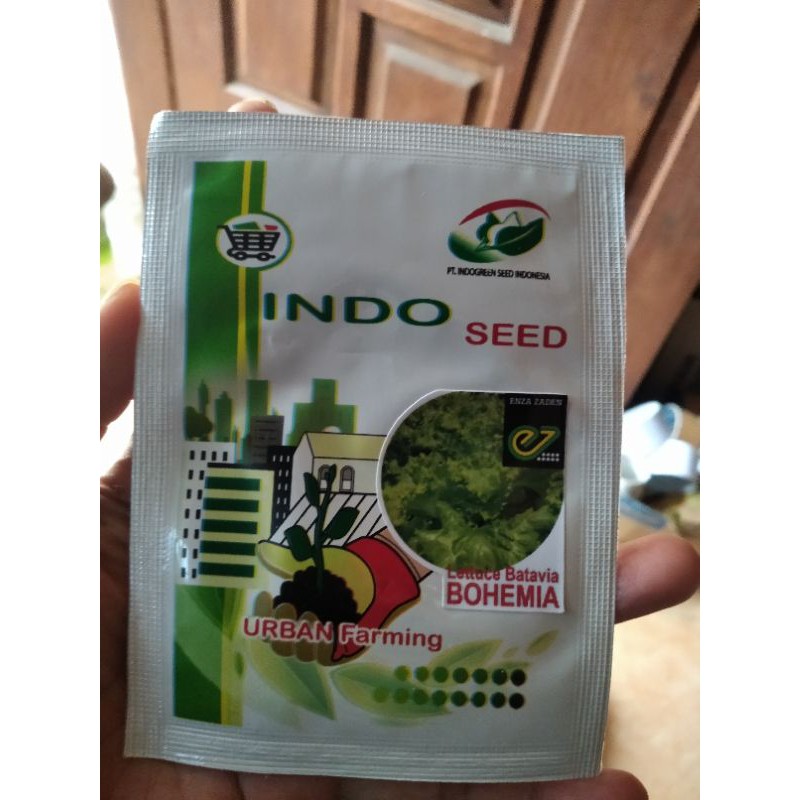 PT. INDOGREEN SEED INDONESIA
INDO
SEED
ENZA ZADEN
Lettuce Batavia
BOHEMIA
URBAN Farming